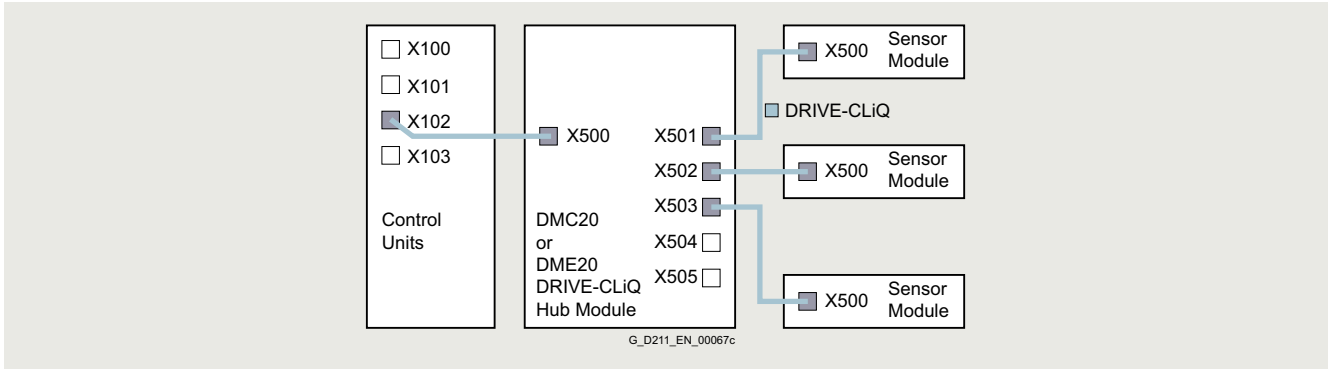 X100
X101
X102
X103
Control
Units
X500
X501
X502
X503
X504
X505
DMC20
or
DME20
DRIVE-CLiQ
Hub Module
X500
Sensor
Module
DRIVE-CLiQ
X500
Sensor
Module
X500
Sensor
Module
G_D211_EN_00067c